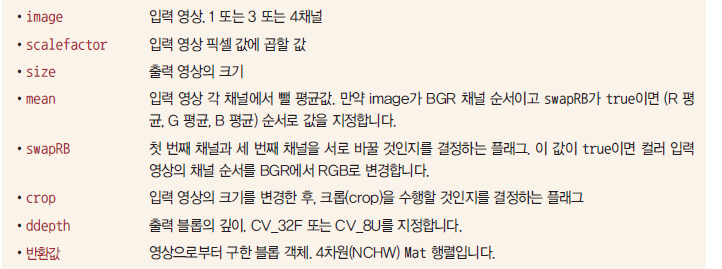 • image 입력 영상. 1 또는 3 또는 4채널
• scalefactor 입력 영상 픽셀 값에 곱할 값
• size 출력 영상의 크기
• mean 입력 영상 각 채널에서 뺄 평균값. 만약 image가 BGR 채널 순서이고 swapRB가 true이면 (R 평
균, G 평균, B 평균) 순서로 값을 지정합니다.
• swapRB 첫 번째 채널과 세 번째 채널을 서로 바꿀 것인지를 결정하는 플래그. 이 값이 true이면 컬러 입력
영상의 채널 순서를 BGR에서 RGB로 변경합니다.
• crop 입력 영상의 크기를 변경한 후, 크롭(crop)을 수행할 것인지를 결정하는 플래그
• ddepth 출력 블롭의 깊이. CV_32F 또는 CV_8U를 지정합니다.
• 반환값 영상으로부터 구한 블롭 객체. 4차원(NCHW) Mat 행렬입니다.